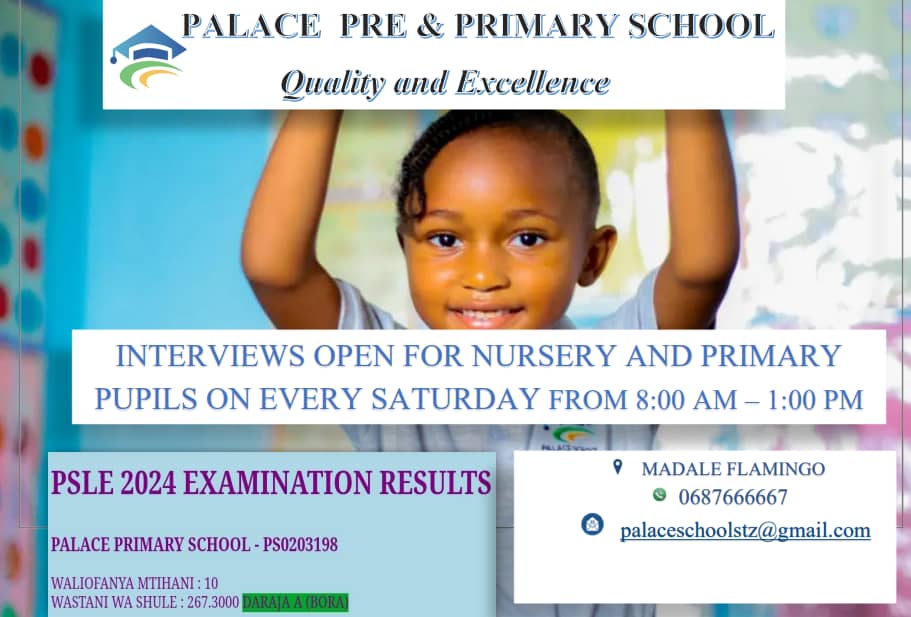 PALACE PRE & PRIMARY SCHOOL
Quality and Excellence
INTERVIEWS OPEN FOR NURSERY AND PRIMARY
PUPILS ON EVERY SATURDAY FROM 8:00 AM – 1:00 PM
PSLE 2024 EXAMINATION RESULTS
PALACE PRIMARY SCHOOL - PS0203198
WALIOFANYA MTIHANI : 10
WASTANI WA SHULE : 267.3000 DARAJA A (BORA)
MADALE FLAMINGO
0687666667
palaceschoolstz@gmail.com